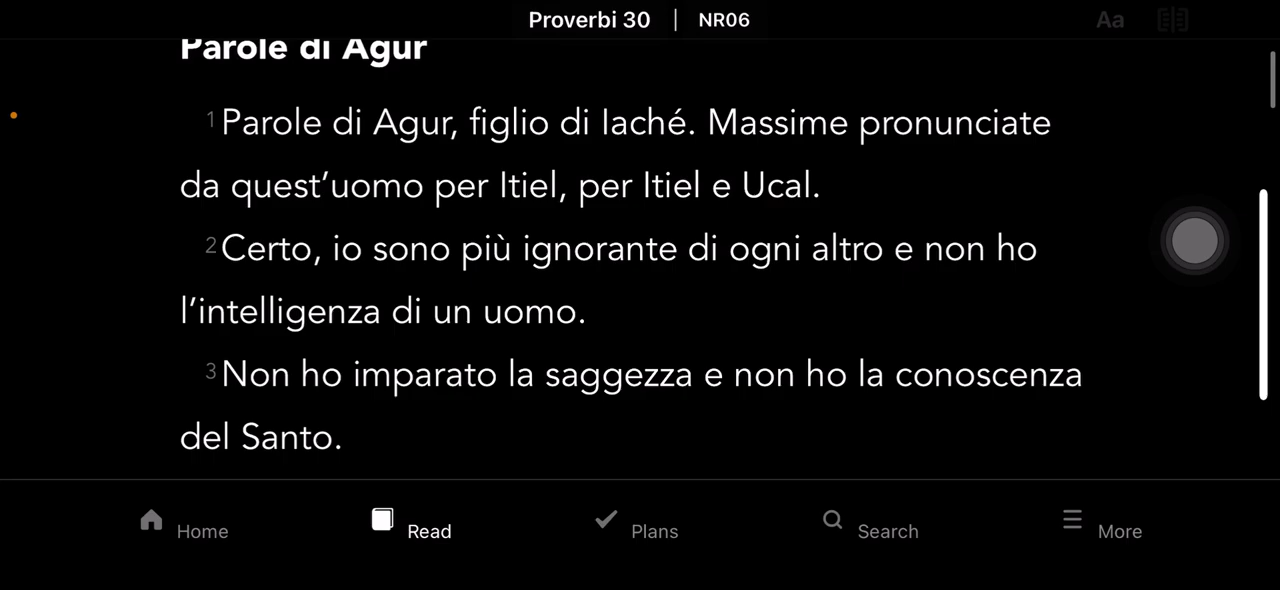 Proverbi 30 | NR06
Aa
Parole di Agur
1 Parole di Agur, figlio di Iaché. Massime pronunciate
da quest’uomo per Itiel, per Itiel e Ucal.
2 Certo, io sono più ignorante di ogni altro e non ho
l’intelligenza di un uomo.
3 Non ho imparato la saggezza e non ho la conoscenza
del Santo.
Home Read Plans Search More